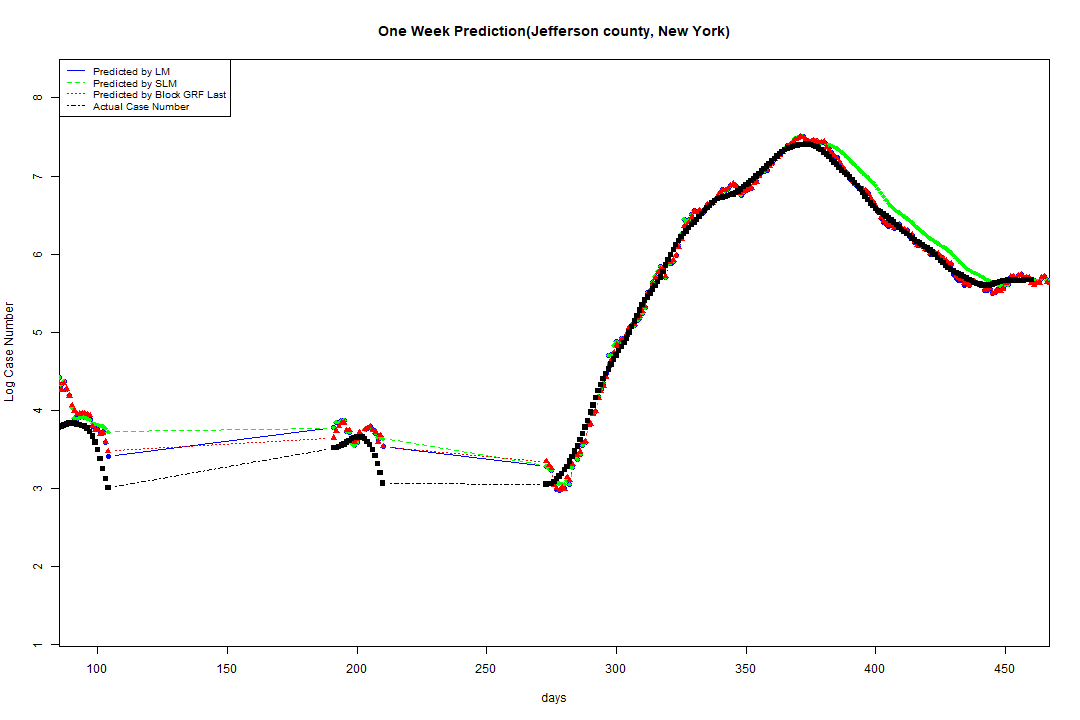 One Week Prediction(Jefferson county, New York)
Predicted by LM
Predicted by SLM
Predicted by Block GRF Last
Actual Case Number
8
7
6
5
4
3
2
1
Log Case Number
100 150 200 250 300 350 400 450
days